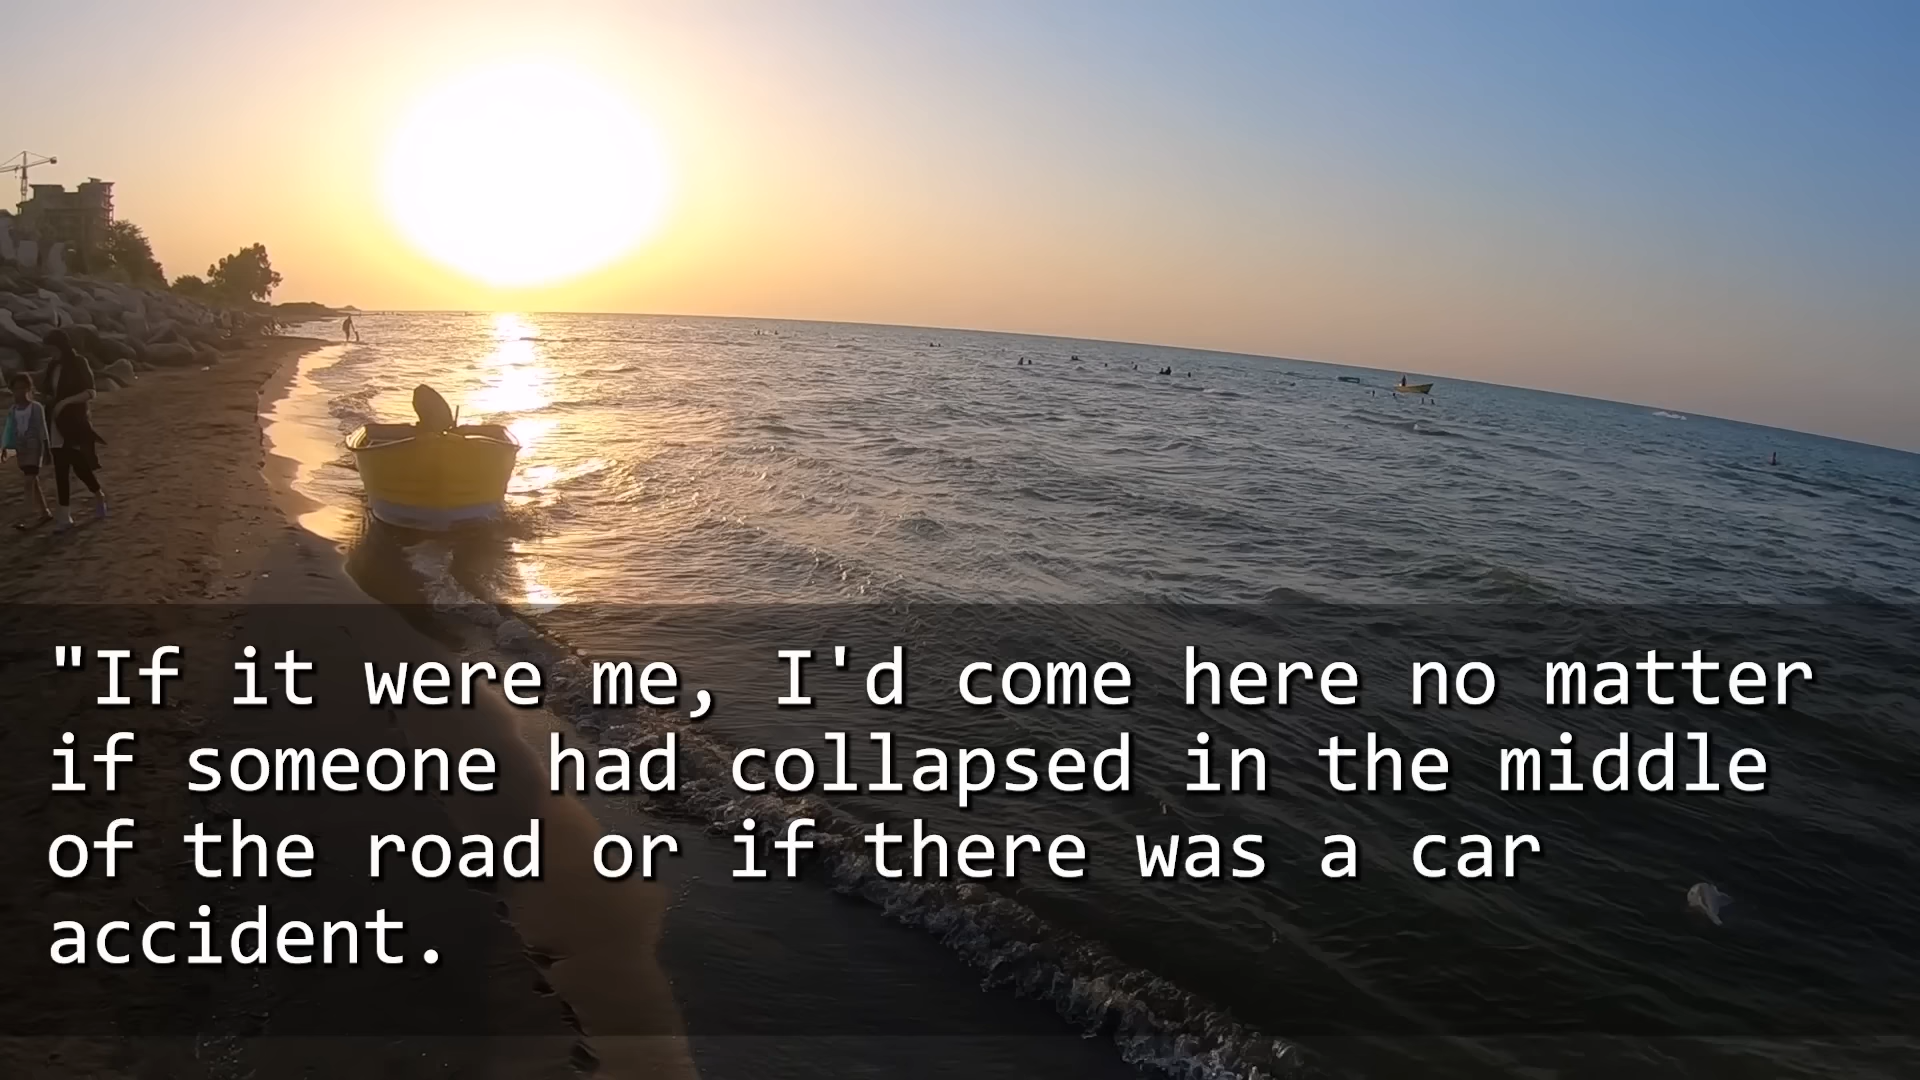 "If it were me, I'd come here no matter
if someone had collapsed in the middle
of the road or if there was a car
accident.